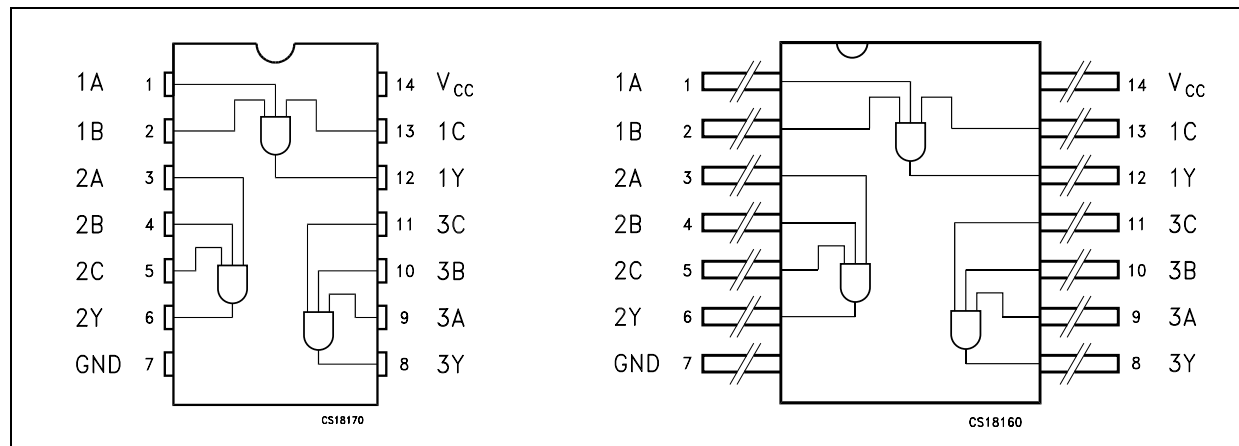 1A 1 14 V_CC
1B 2 13 1C
2A 3 12 1Y
2B 4 11 3C
2C 5 10 3B
2Y 6 9 3A
GND 7 8 3Y
CS18170
1A 1 14 V_CC
1B 2 13 1C
2A 3 12 1Y
2B 4 11 3C
2C 5 10 3B
2Y 6 9 3A
GND 7 8 3Y
CS18160